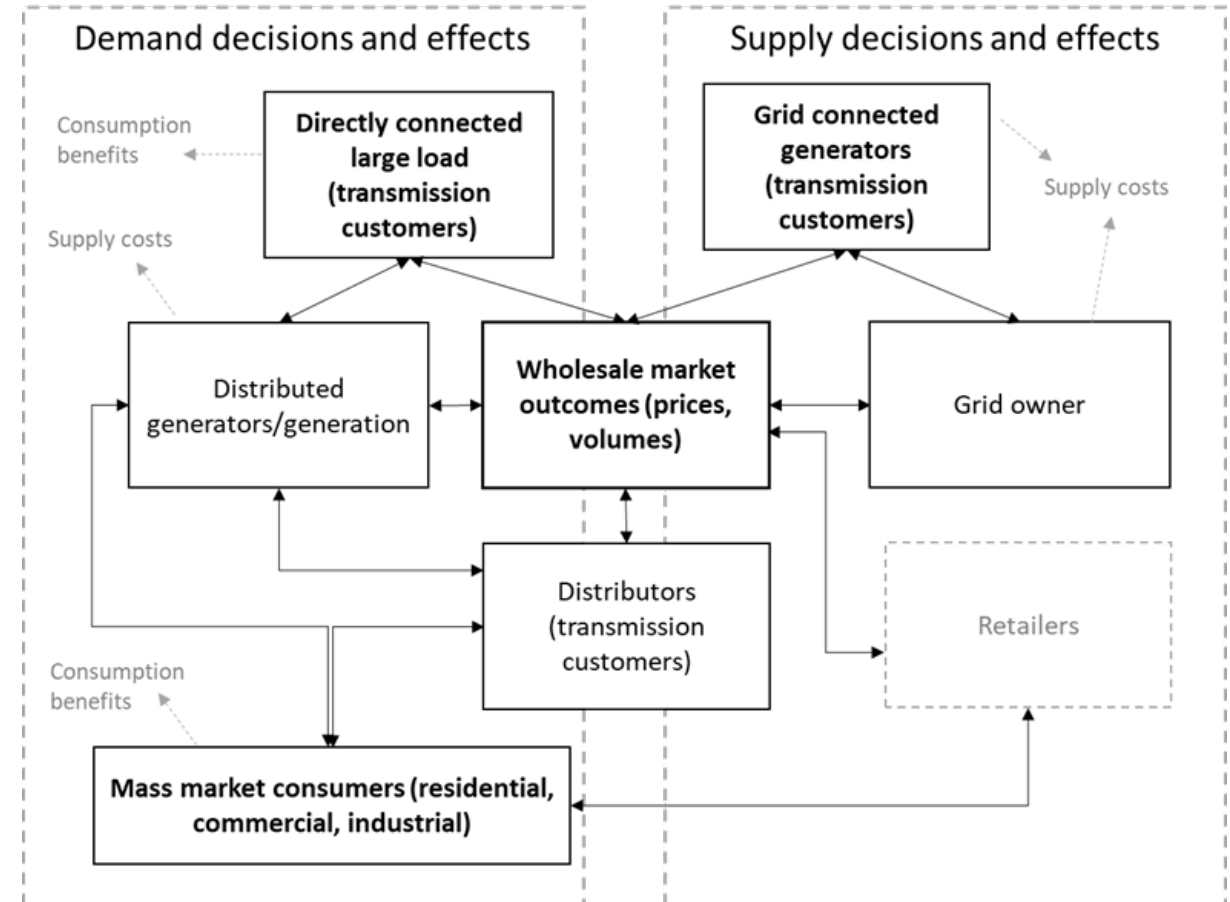 Demand decisions and effects
Supply decisions and effects
Directly connected
large load
(transmission
customers)
Grid connected
generators
(transmission
customers)
Consumption
benefits
Supply costs
Supply costs
Distributed
generators/generation
Wholesale market
outcomes (prices,
volumes)
Grid owner
Distributors
(transmission
customers)
Retailers
Consumption
benefits
Mass market consumers (residential,
commercial, industrial)